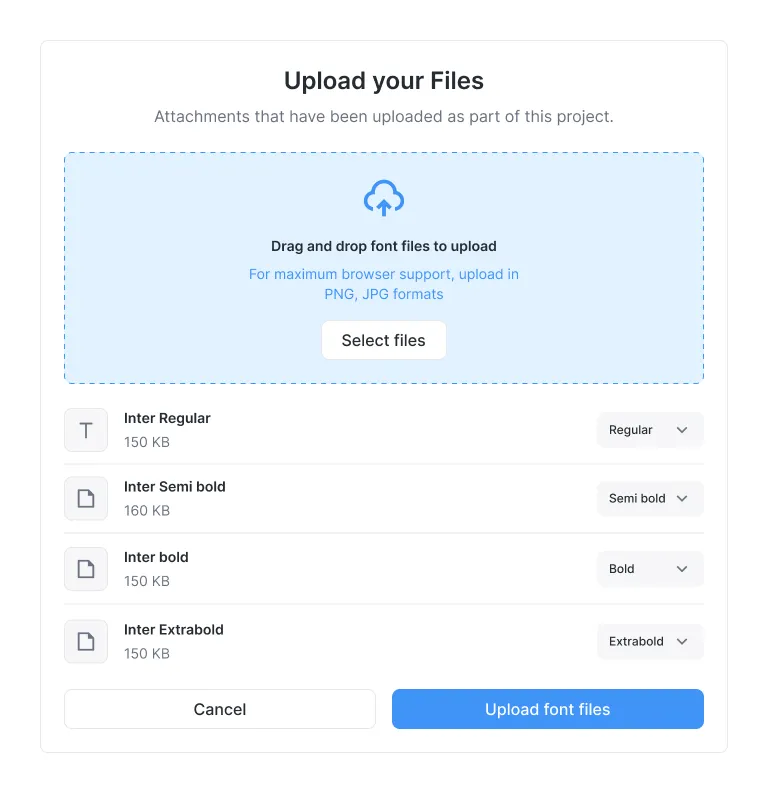 Upload your Files
Attachments that have been uploaded as part of this project.
Drag and drop font files to upload
For maximum browser support, upload in
PNG, JPG formats
Select files
Inter Regular
150 KB
Regular
Inter Semi bold
160 KB
Semi bold
Inter bold
150 KB
Bold
Inter Extrabold
150 KB
Extrabold
Cancel
Upload font files